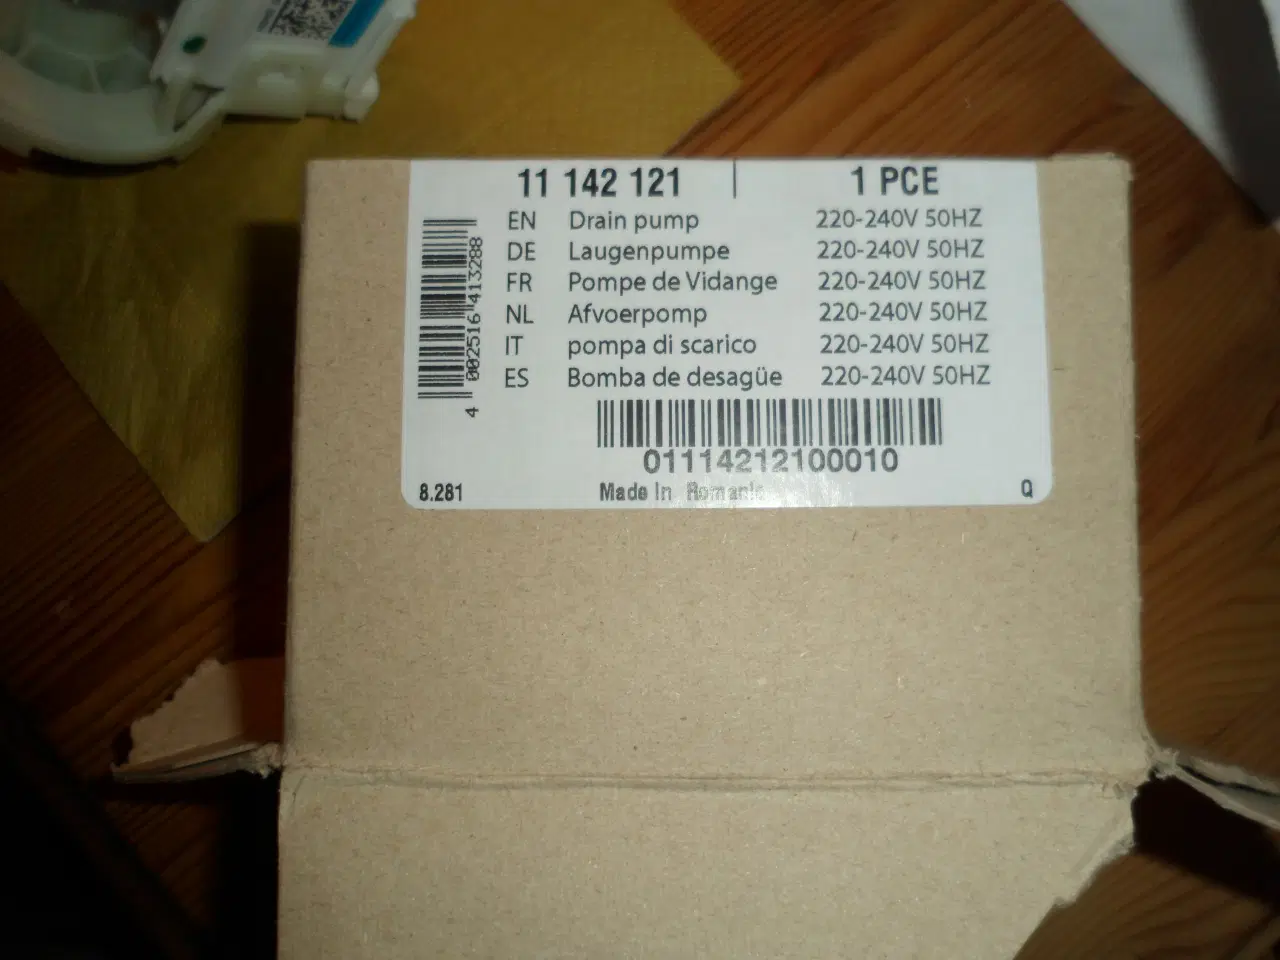 11 142 121 | 1 PCE
EN Drain pump 220-240V 50HZ
DE Laugenpumpe 220-240V 50HZ
FR Pompe de Vidange 220-240V 50HZ
NL Afvoerpomp 220-240V 50HZ
IT pompa di scarico 220-240V 50HZ
ES Bomba de desagüe 220-240V 50HZ
4 002516 413288
01114212100010
8.281 Made In Romania Q